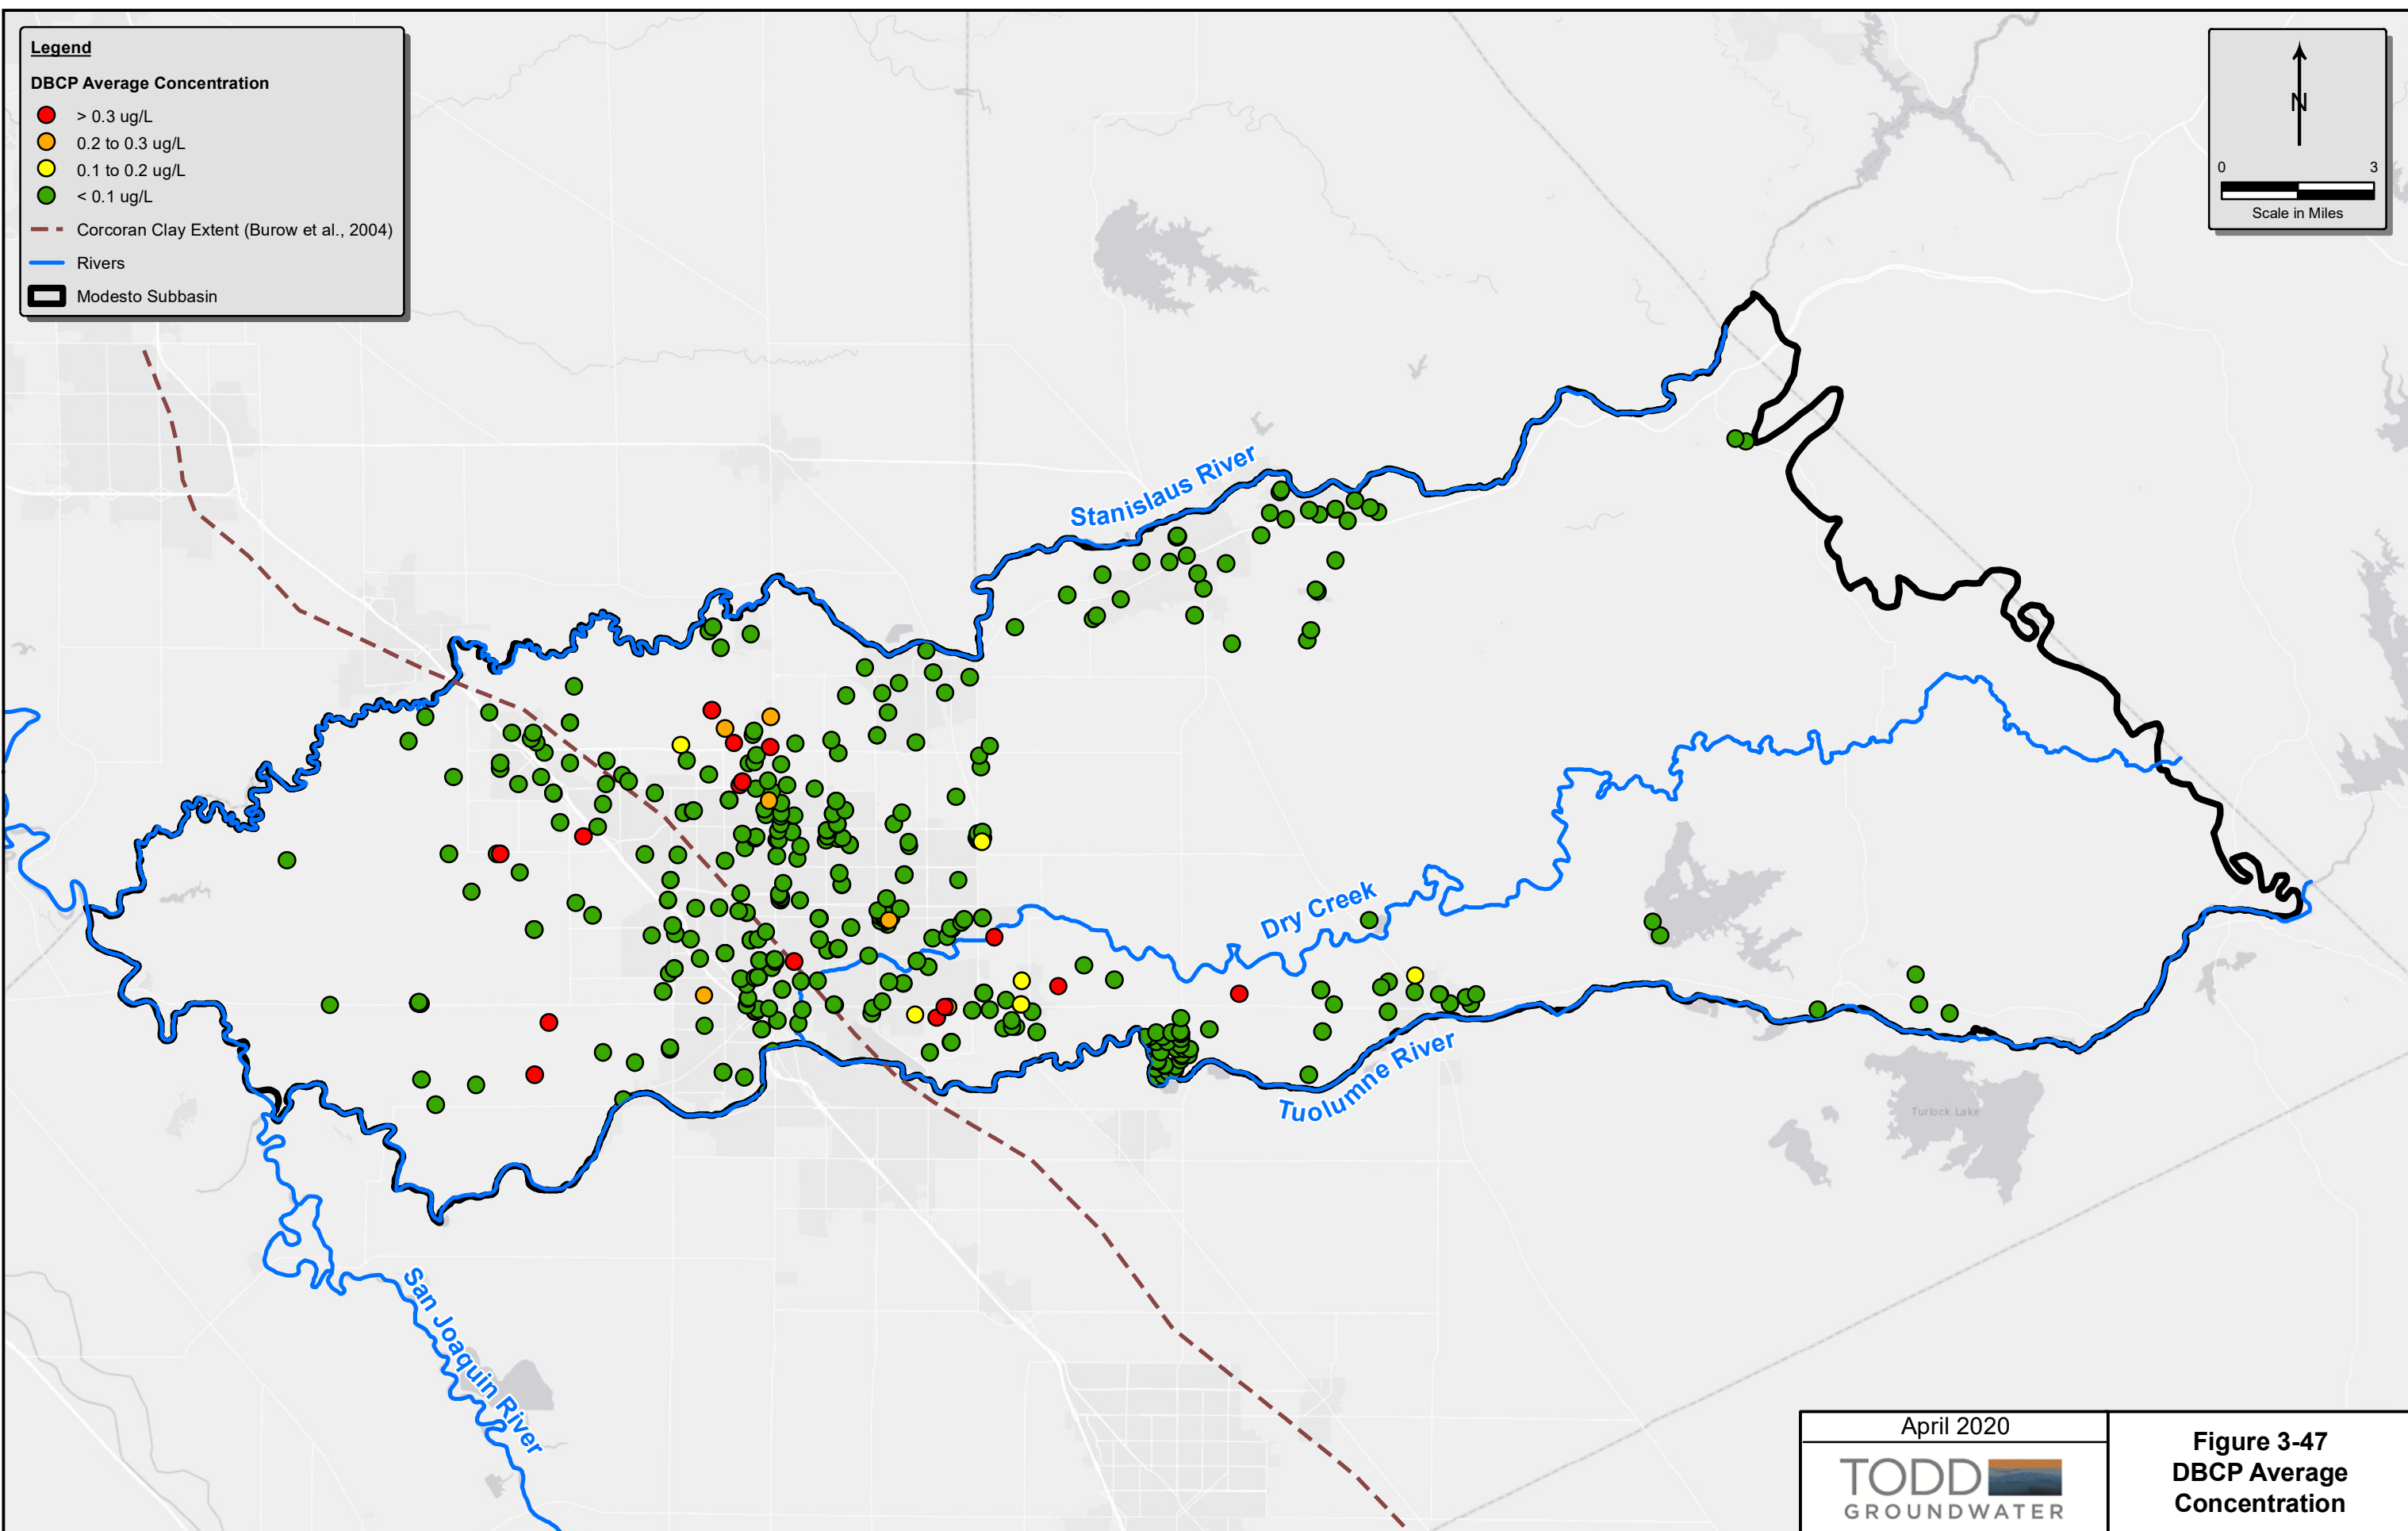 Legend
DBCP Average Concentration
> 0.3 ug/L
0.2 to 0.3 ug/L
0.1 to 0.2 ug/L
< 0.1 ug/L
Corcoran Clay Extent (Burow et al., 2004)
Rivers
Modesto Subbasin
N
0 3
Scale in Miles
Stanislaus River
Dry Creek
Tuolumne River
Turlock Lake
San Joaquin River
April 2020
TODD
GROUNDWATER
Figure 3-47
DBCP Average
Concentration